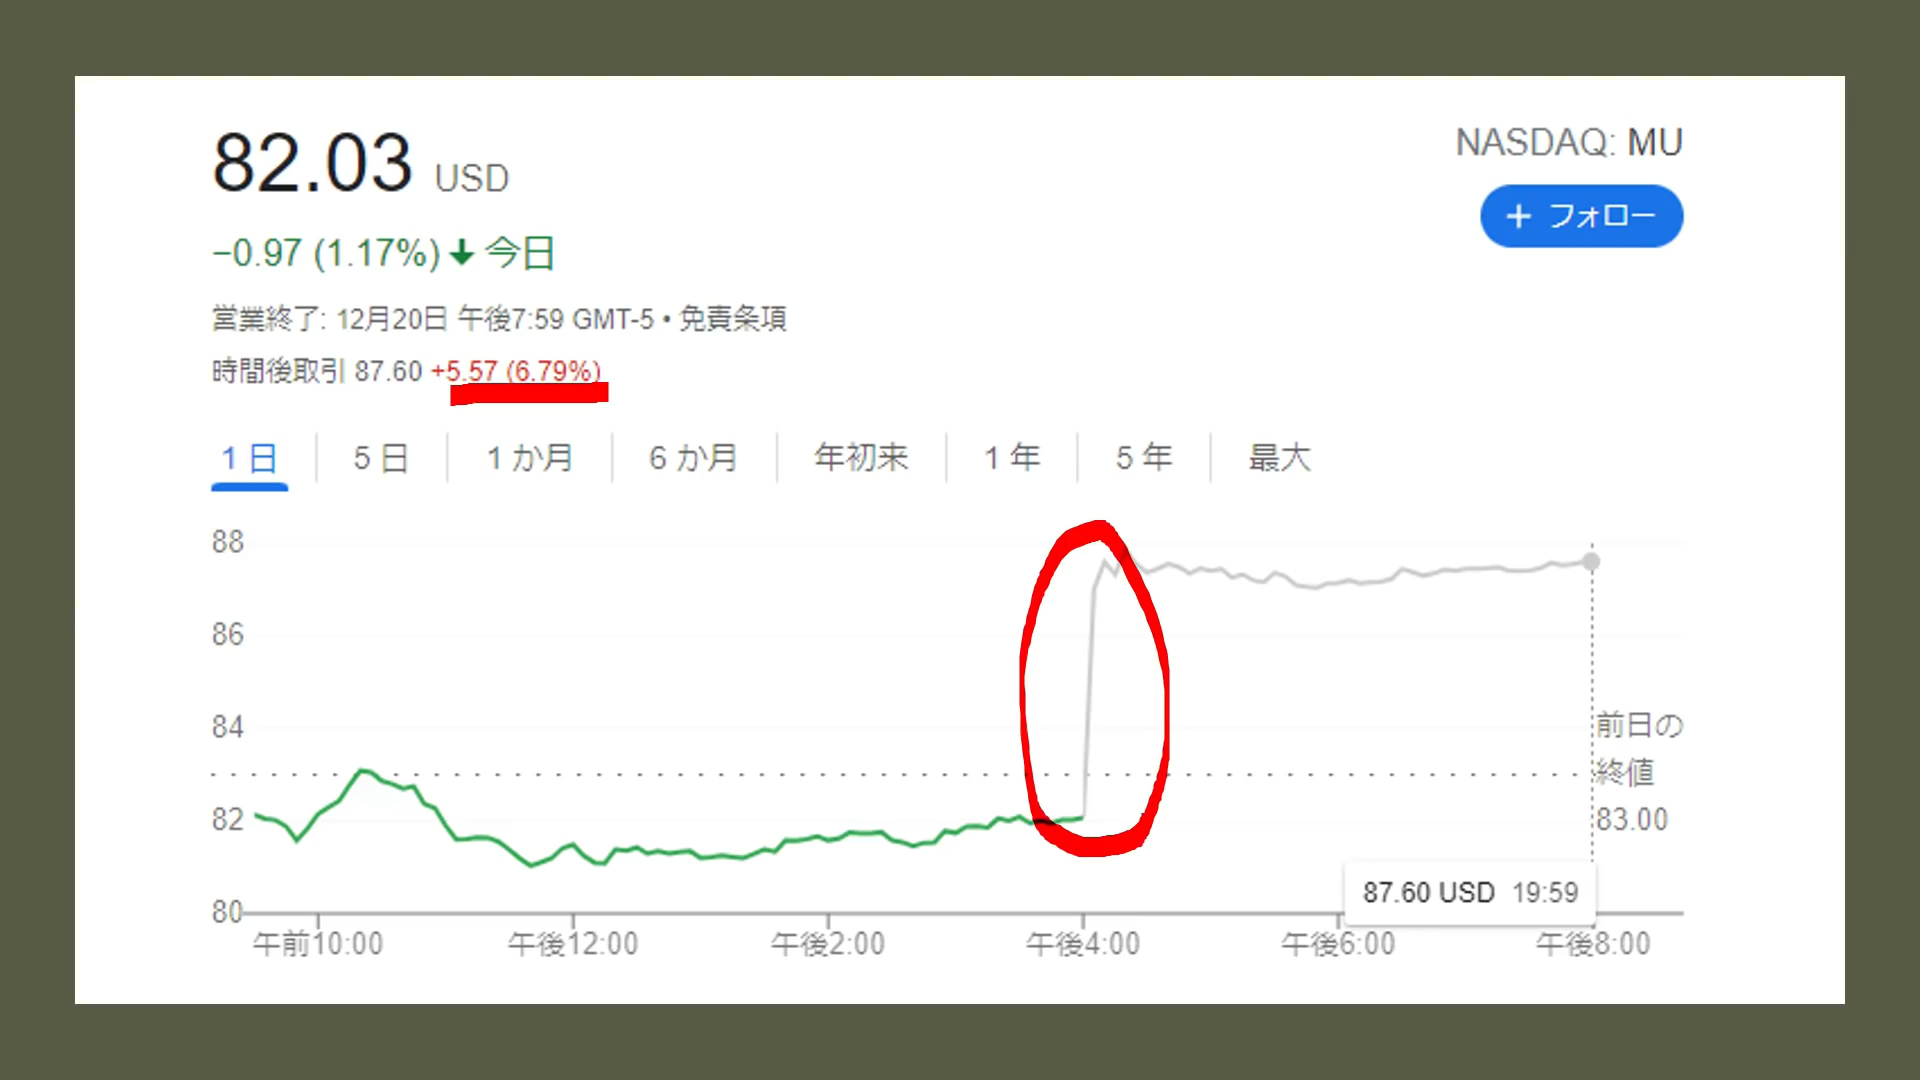 82.03 USD
NASDAQ: MU
+ フォロー
−0.97 (1.17%) ↓ 今日
営業終了: 12月20日 午後7:59 GMT-5 • 免責条項
時間後取引 87.60 +5.57 (6.79%)
1 日 5 日 1 か月 6 か月 年初来 1 年 5 年 最大
88
86
84
82
80
前日の
終値
83.00
87.60 USD 19:59
午前10:00 午後12:00 午後2:00 午後4:00 午後6:00 午後8:00